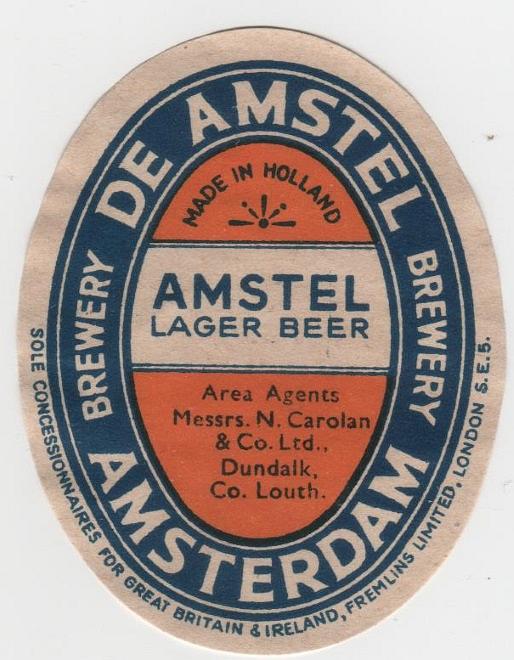 DE AMSTEL
BREWERY
BREWERY
AMSTERDAM
MADE IN HOLLAND
AMSTEL
LAGER BEER
Area Agents
Messrs. N. Carolan
& Co. Ltd.,
Dundalk,
Co. Louth.
SOLE CONCESSIONNAIRES FOR GREAT BRITAIN & IRELAND, FREMLINS LIMITED, LONDON S.E.5.